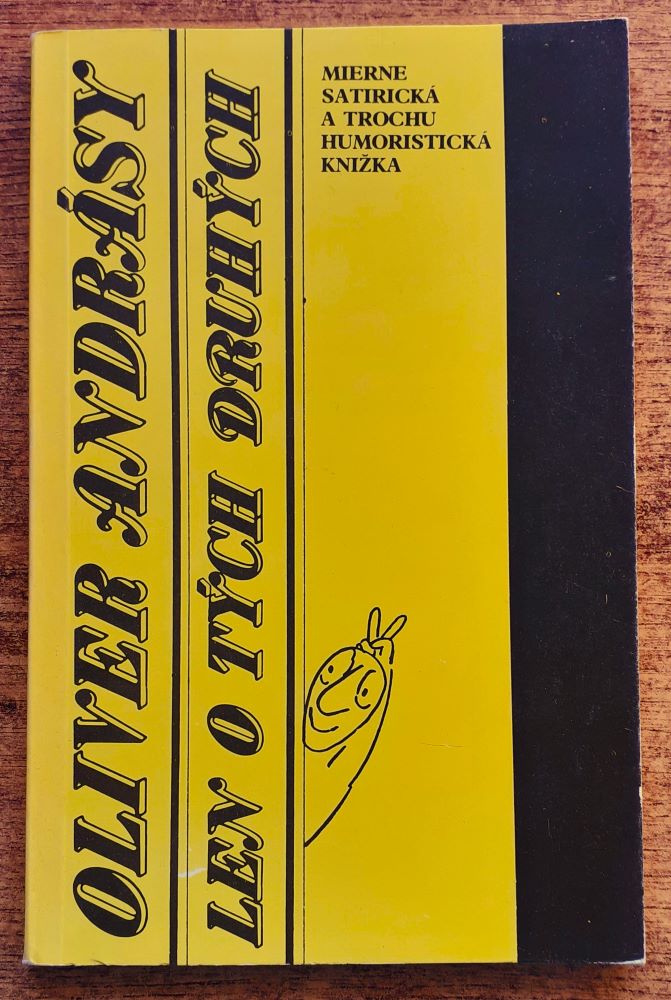 OLIVER ANDRÁSY
LEN O TÝCH DRUHÝCH
MIERNE
SATIRICKÁ
A TROCHU
HUMORISTICKÁ
KNIŽKA